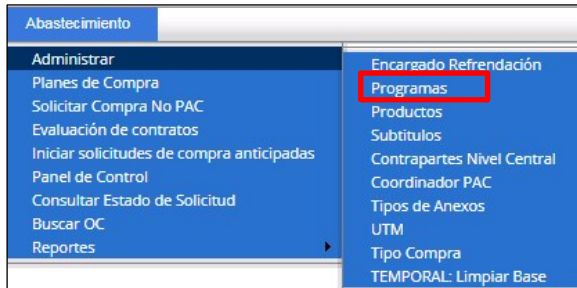 Abastecimiento
Administrar
Planes de Compra
Solicitar Compra No PAC
Evaluación de contratos
Iniciar solicitudes de compra anticipadas
Panel de Control
Consultar Estado de Solicitud
Buscar OC
Reportes
Encargado Refrendación
Programas
Productos
Subtitulos
Contrapartes Nivel Central
Coordinador PAC
Tipos de Anexos
UTM
Tipo Compra
TEMPORAL: Limpiar Base